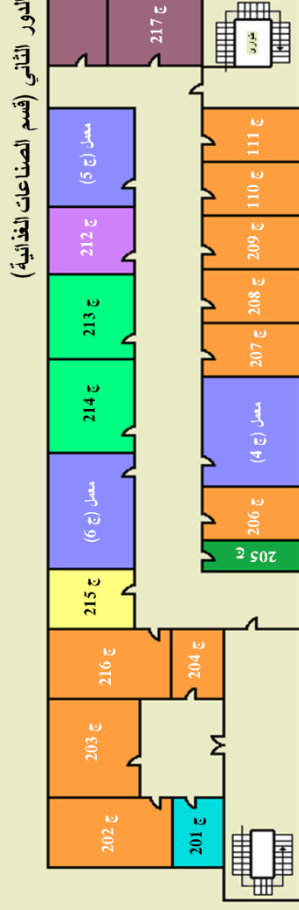 الدور الثاني (قسم الصناعات الغذائية)
ج 217
طوارئ
معمل (ج 5)
ج 111
ج 110
ج 212
ج 209
ج 213
ج 208
ج 214
ج 207
معمل (ج 4)
معمل (ج 6)
ج 206
ج 205
ج 215
ج 216
ج 204
ج 203
ج 202
ج 201